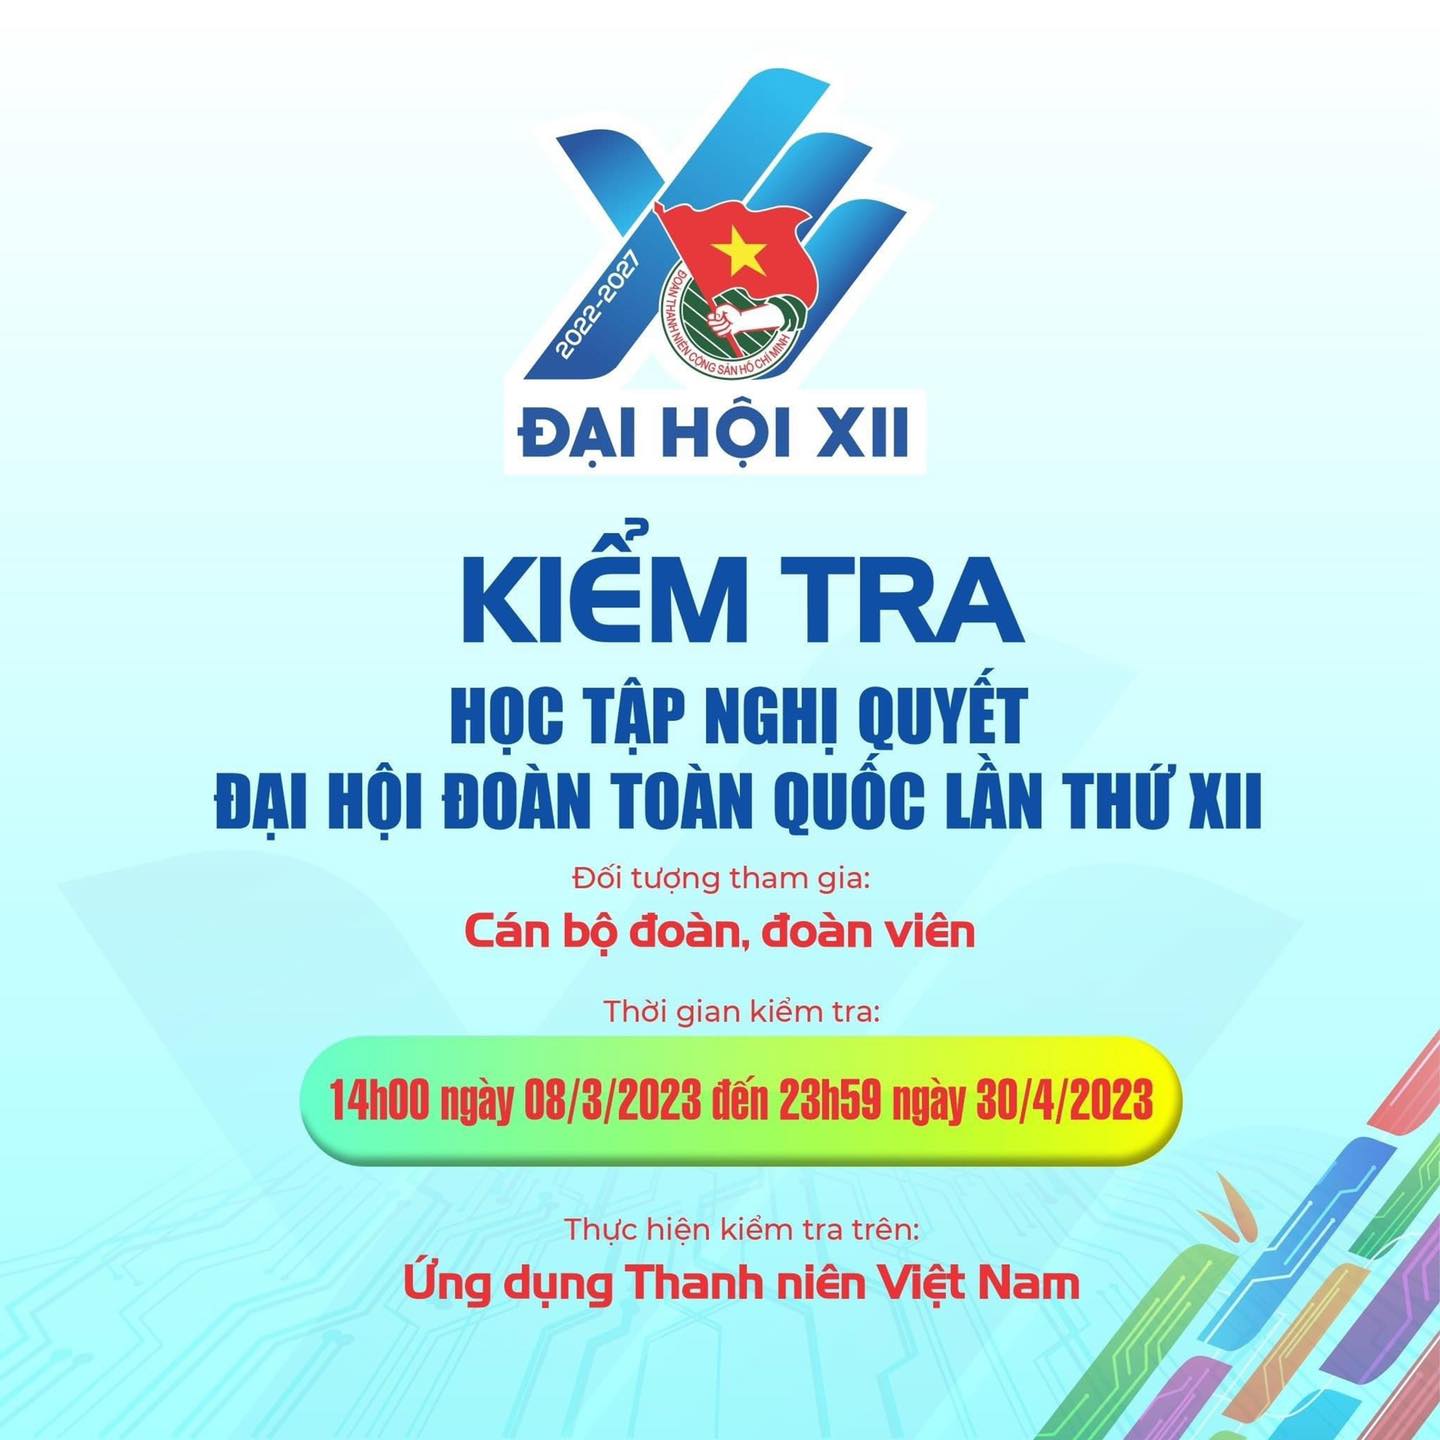 2022-2027
ĐOÀN THANH NIÊN CỘNG SẢN HỒ CHÍ MINH
ĐẠI HỘI XII
KIỂM TRA
HỌC TẬP NGHỊ QUYẾT
ĐẠI HỘI ĐOÀN TOÀN QUỐC LẦN THỨ XII
Đối tượng tham gia:
Cán bộ đoàn, đoàn viên
Thời gian kiểm tra:
14h00 ngày 08/3/2023 đến 23h59 ngày 30/4/2023
Thực hiện kiểm tra trên:
Ứng dụng Thanh niên Việt Nam